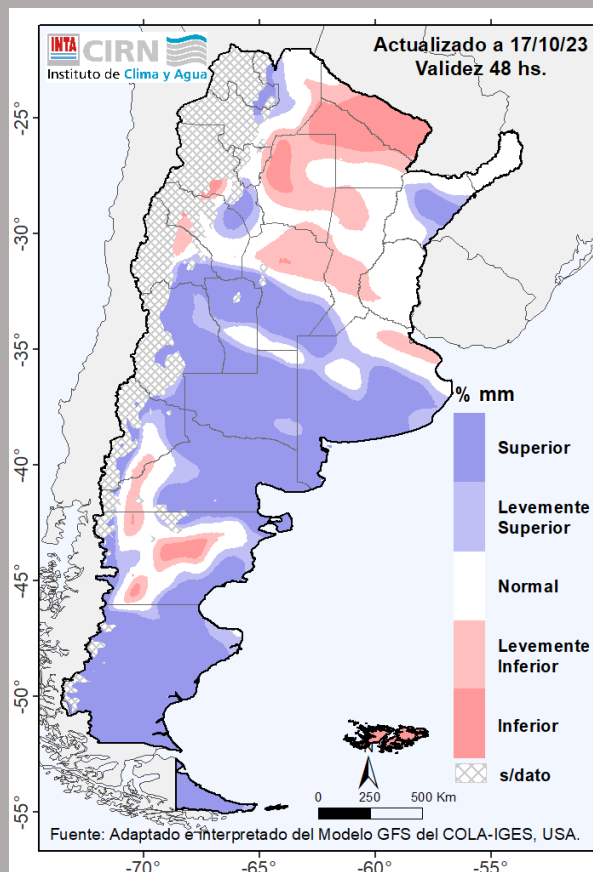 INTA CIRN
Instituto de Clima y Agua
Actualizado a 17/10/23
Validez 48 hs.
-25°
-30°
-35°
-40°
-45°
-50°
-55°
% mm
Superior
Levemente
Superior
Normal
Levemente
Inferior
Inferior
s/dato
N
0 250 500 Km
Fuente: Adaptado e interpretado del Modelo GFS del COLA-IGES, USA.
-70° -65° -60° -55°